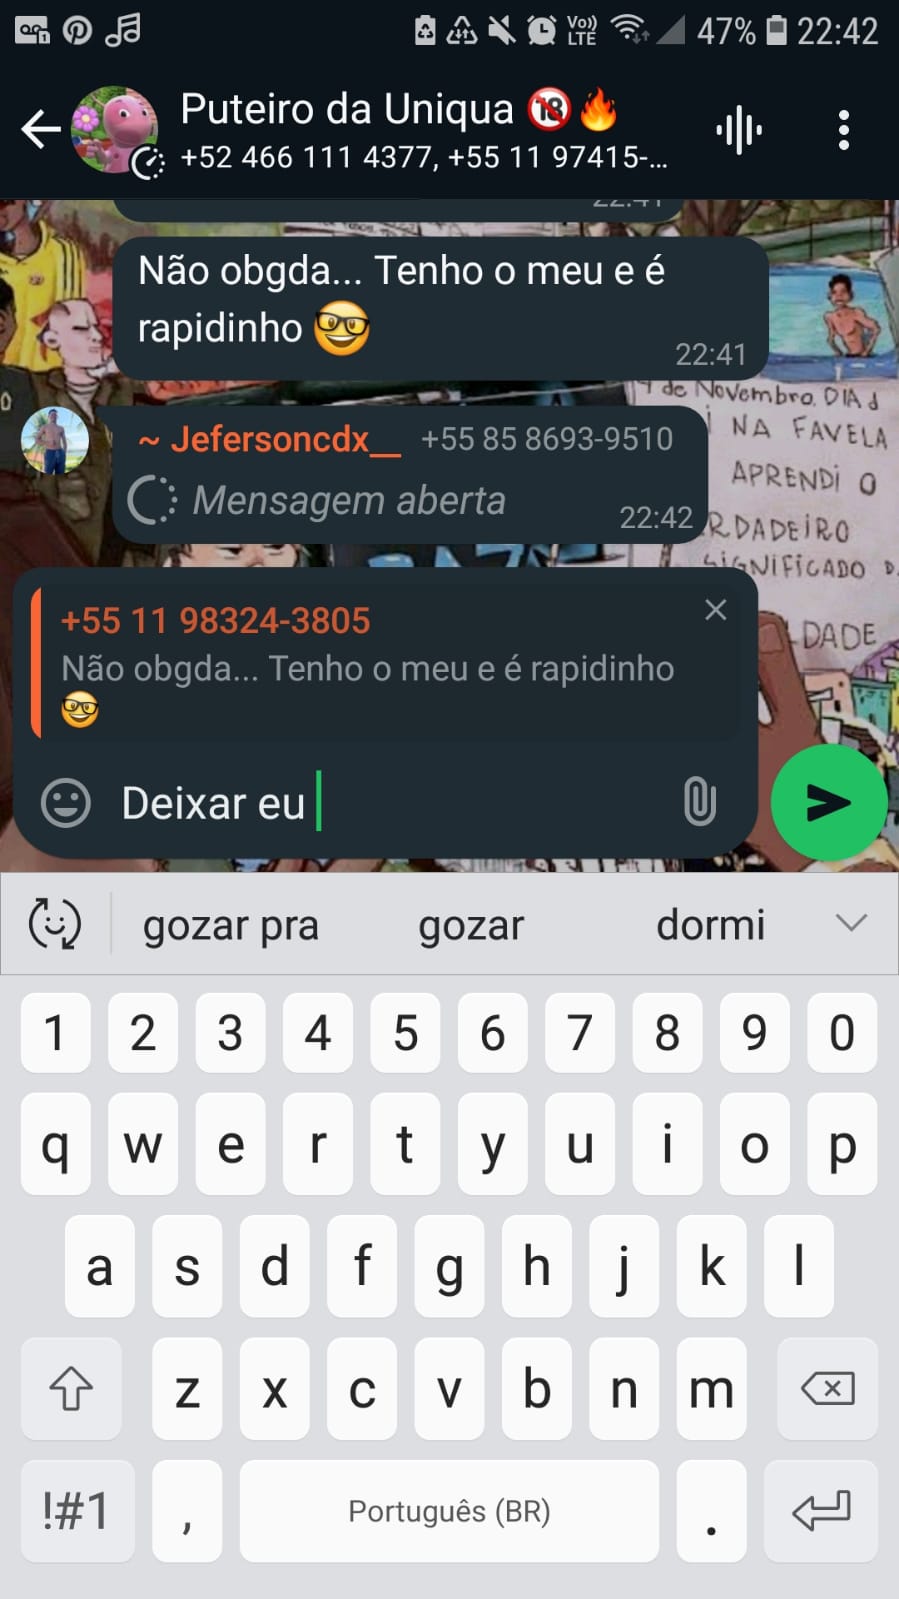 47% 22:42
Puteiro da Uniqua 🔞🔥
+52 466 111 4377, +55 11 97415-...
Não obgda... Tenho o meu e é
rapidinho 🤓
22:41
~ Jefersoncdx__ +55 85 8693-9510
Mensagem aberta
22:42
de Novembro, DIA d
NA FAVELA
APRENDI O
RDADEIRO
SIGNIFICADO D
DADE
+55 11 98324-3805
Não obgda... Tenho o meu e é rapidinho
🤓
Deixar eu
gozar pra gozar dormi
1 2 3 4 5 6 7 8 9 0
q w e r t y u i o p
a s d f g h j k l
z x c v b n m
!#1 , Português (BR) .